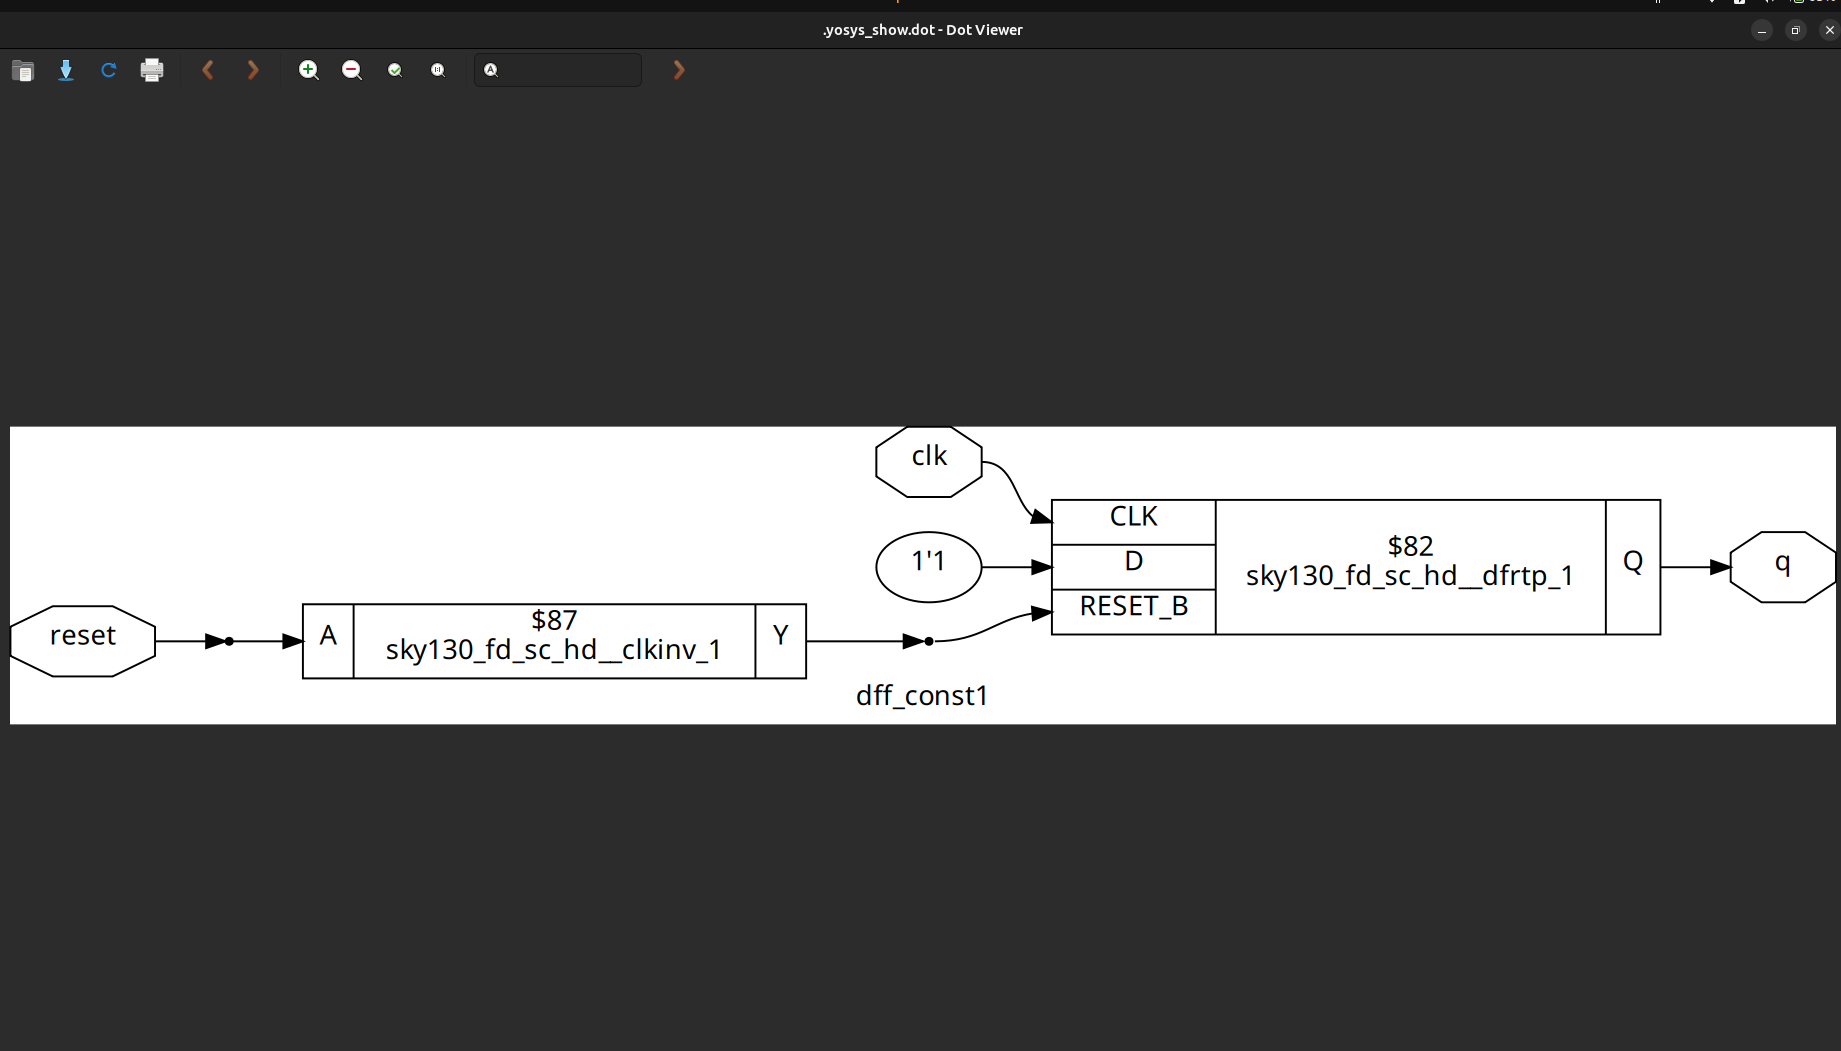 .yosys_show.dot - Dot Viewer
clk
CLK
1'1
D
RESET_B
$82
sky130_fd_sc_hd__dfrtp_1
Q
q
reset
A
$87
sky130_fd_sc_hd__clkinv_1
Y
dff_const1